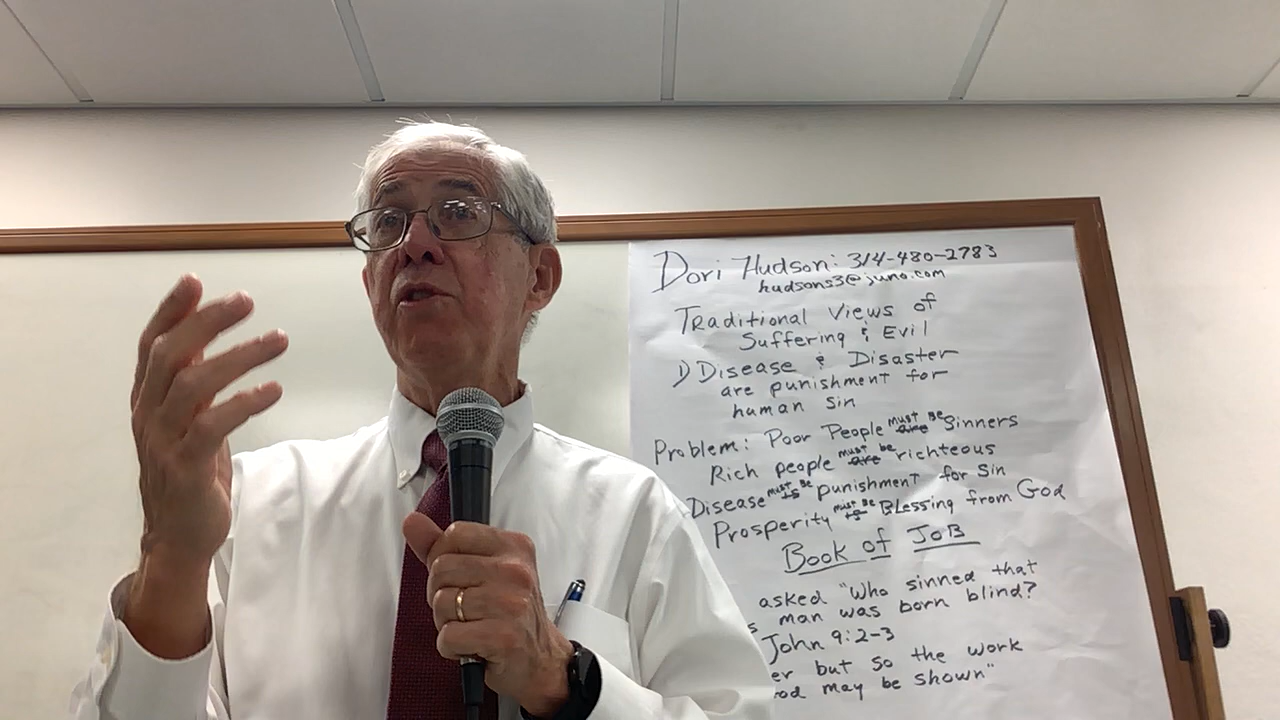 Dori Hudson: 314-480-2783
hudsons3@juno.com
Traditional Views of
Suffering & Evil
1) Disease & Disaster
are punishment for
human sin
Problem: Poor People must be are Sinners
Rich people must be are richteous
Disease must be is punishment for sin
Prosperity must be is Blessing from God
Book of Job
asked "Who sinned that
s man was born blind?
John 9:2-3
er but so the work
od may be shown"